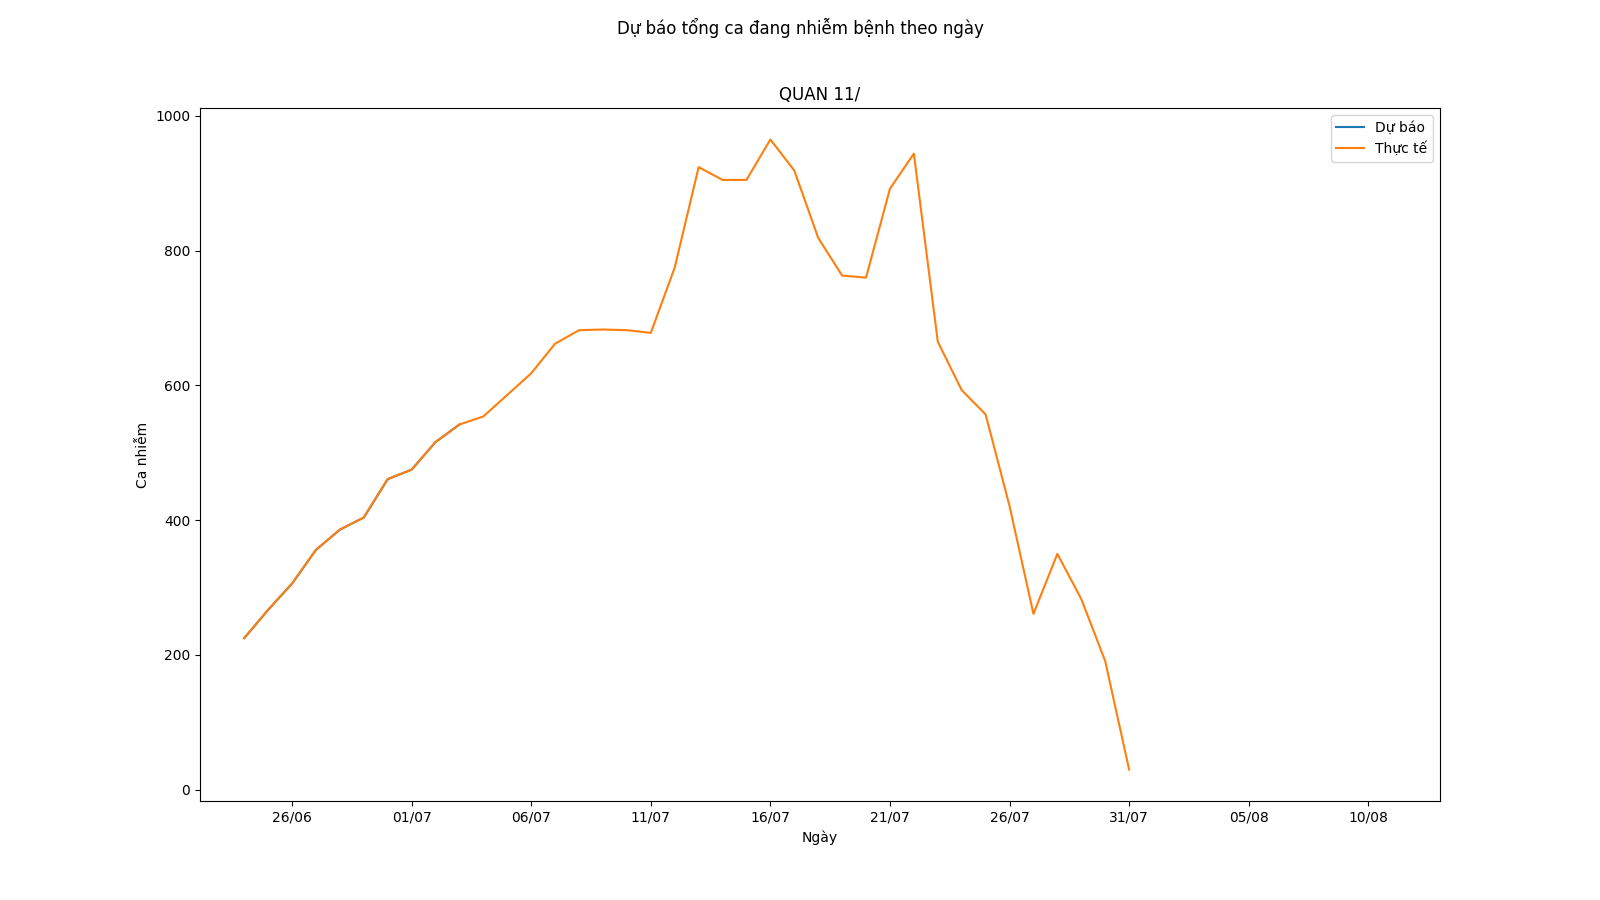 Dự báo tổng ca đang nhiễm bệnh theo ngày
QUAN 11/
Dự báo
Thực tế
1000
800
600
400
200
0
Ca nhiễm
26/06 01/07 06/07 11/07 16/07 21/07 26/07 31/07 05/08 10/08
Ngày